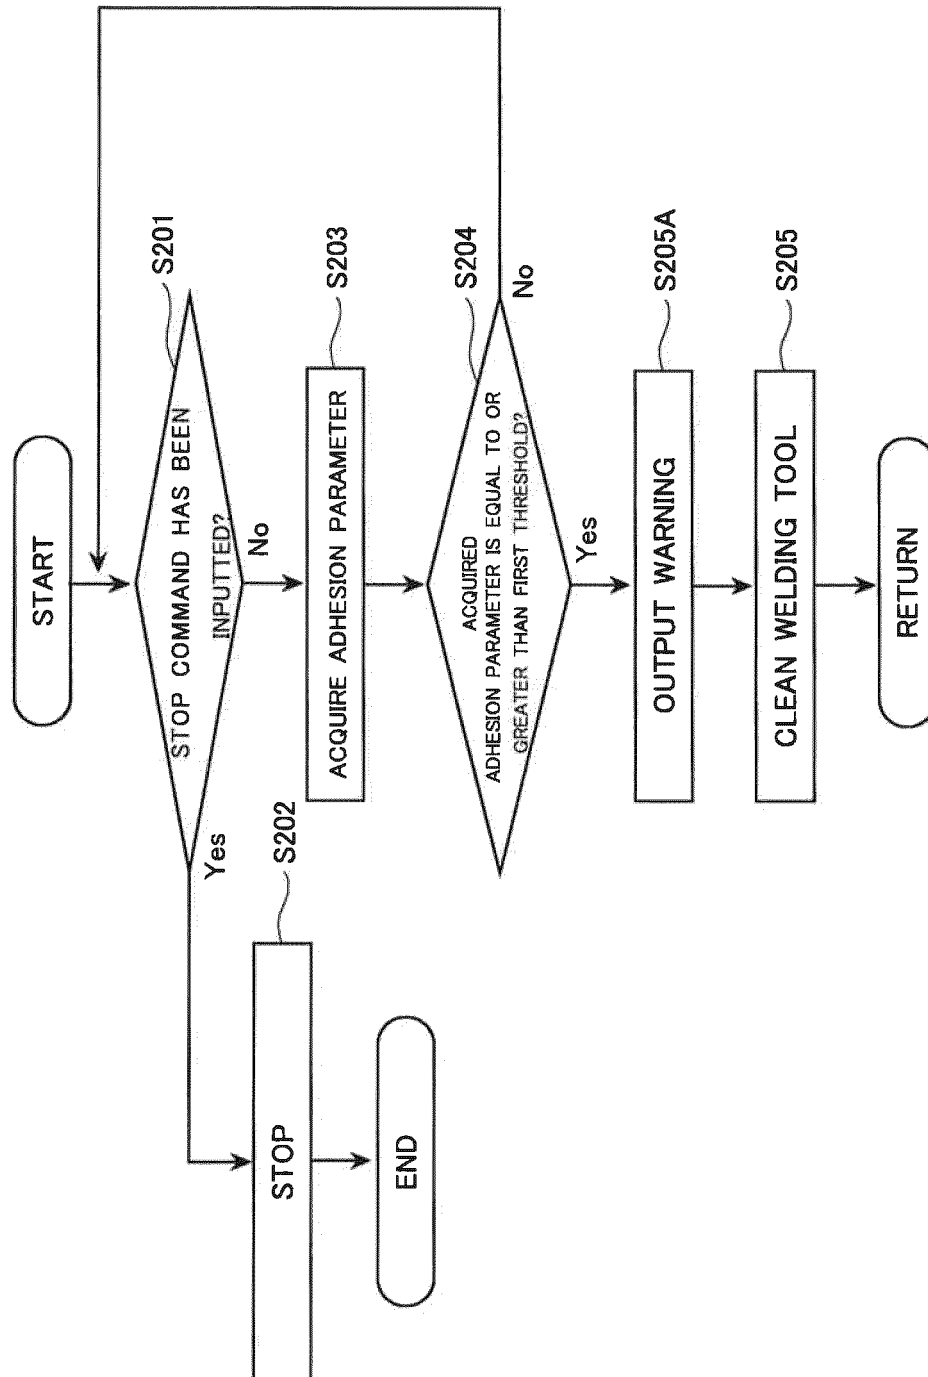 START
S201
STOP COMMAND HAS BEEN
INPUTTED?
Yes
No
S202
STOP
END
S203
ACQUIRE ADHESION PARAMETER
S204
ACQUIRED
ADHESION PARAMETER IS EQUAL TO OR
GREATER THAN FIRST THRESHOLD?
No
Yes
S205A
OUTPUT WARNING
S205
CLEAN WELDING TOOL
RETURN